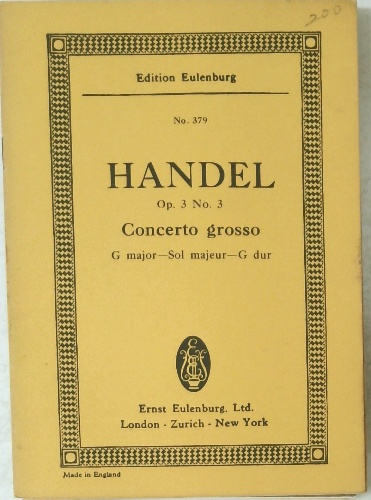 200
Edition Eulenburg
No. 379
HANDEL
Op. 3 No. 3
Concerto grosso
G major—Sol majeur—G dur
Ernst Eulenburg, Ltd.
London - Zurich - New York
Made in England